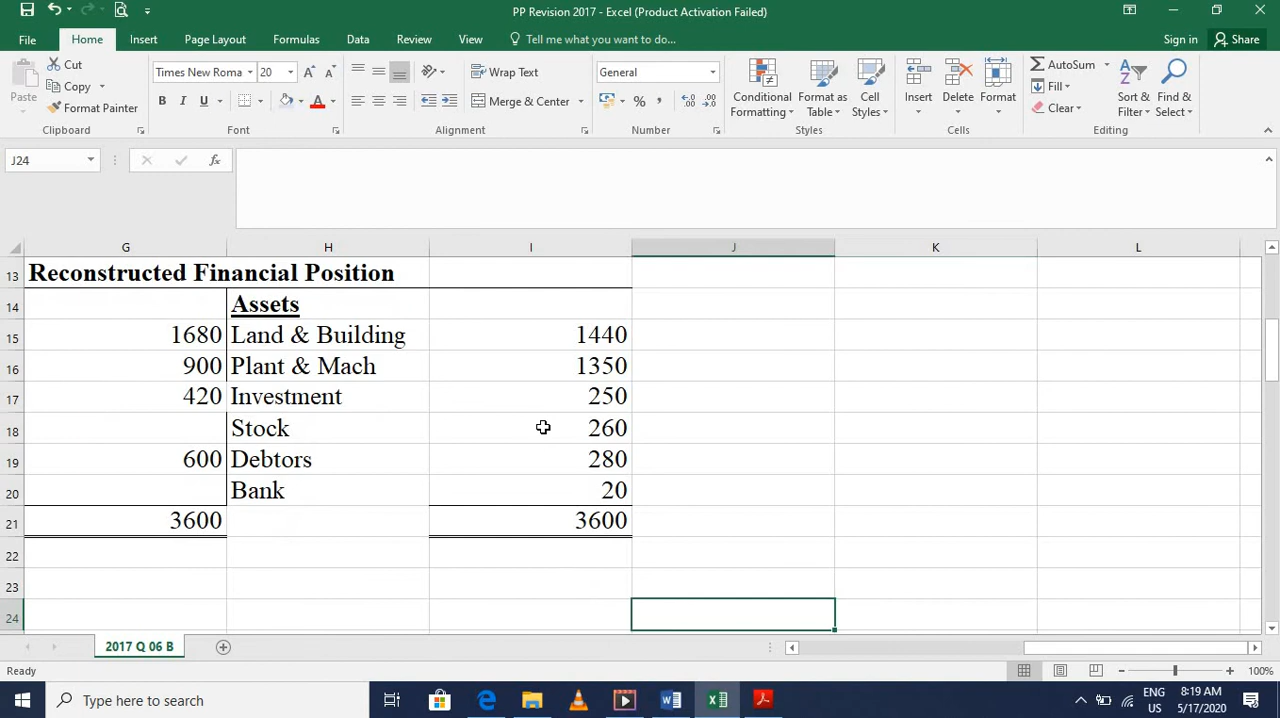 PP Revision 2017 - Excel (Product Activation Failed)
File Home Insert Page Layout Formulas Data Review View Tell me what you want to do... Sign in Share
Paste
Cut
Copy
Format Painter
Clipboard
Times New Roma 20 A A
B I U A
Font
Wrap Text
Merge & Center
Alignment
General
% ,
Number
Conditional Formatting
Format as Table
Cell Styles
Styles
Insert Delete Format
Cells
AutoSum
Fill
Clear
Sort & Filter
Find & Select
Editing
J24 fx
G H I J K L
13 Reconstructed Financial Position
14 Assets
15 1680 Land & Building 1440
16 900 Plant & Mach 1350
17 420 Investment 250
18 Stock 260
19 600 Debtors 280
20 Bank 20
21 3600 3600
22
23
24
2017 Q 06 B
Ready 100%
Type here to search ENG US 8:19 AM 5/17/2020